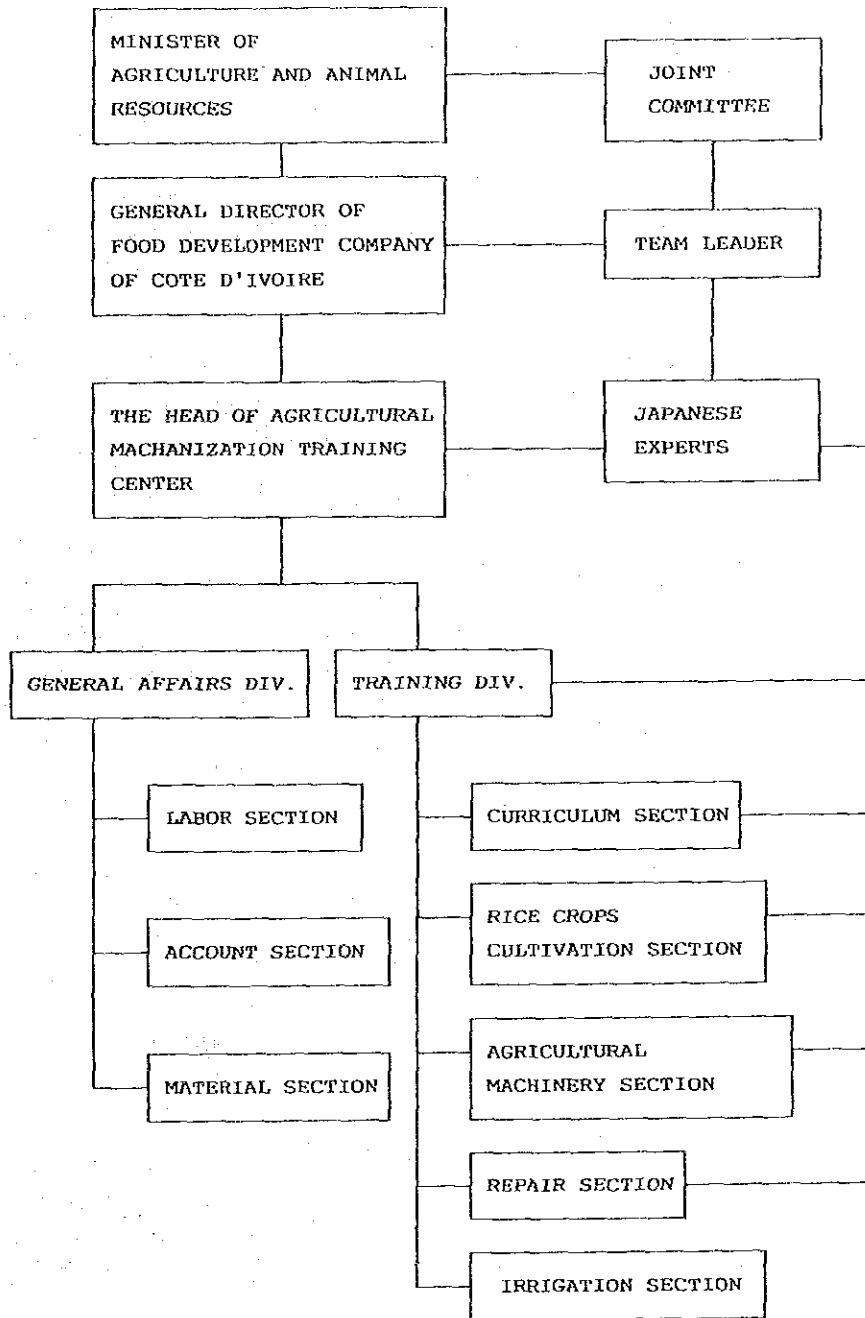 MINISTER OF
AGRICULTURE AND ANIMAL
RESOURCES
JOINT
COMMITTEE
GENERAL DIRECTOR OF
FOOD DEVELOPMENT COMPANY
OF COTE D'IVOIRE
TEAM LEADER
THE HEAD OF AGRICULTURAL
MACHANIZATION TRAINING
CENTER
JAPANESE
EXPERTS
GENERAL AFFAIRS DIV.
TRAINING DIV.
LABOR SECTION
CURRICULUM SECTION
ACCOUNT SECTION
RICE CROPS
CULTIVATION SECTION
MATERIAL SECTION
AGRICULTURAL
MACHINERY SECTION
REPAIR SECTION
IRRIGATION SECTION